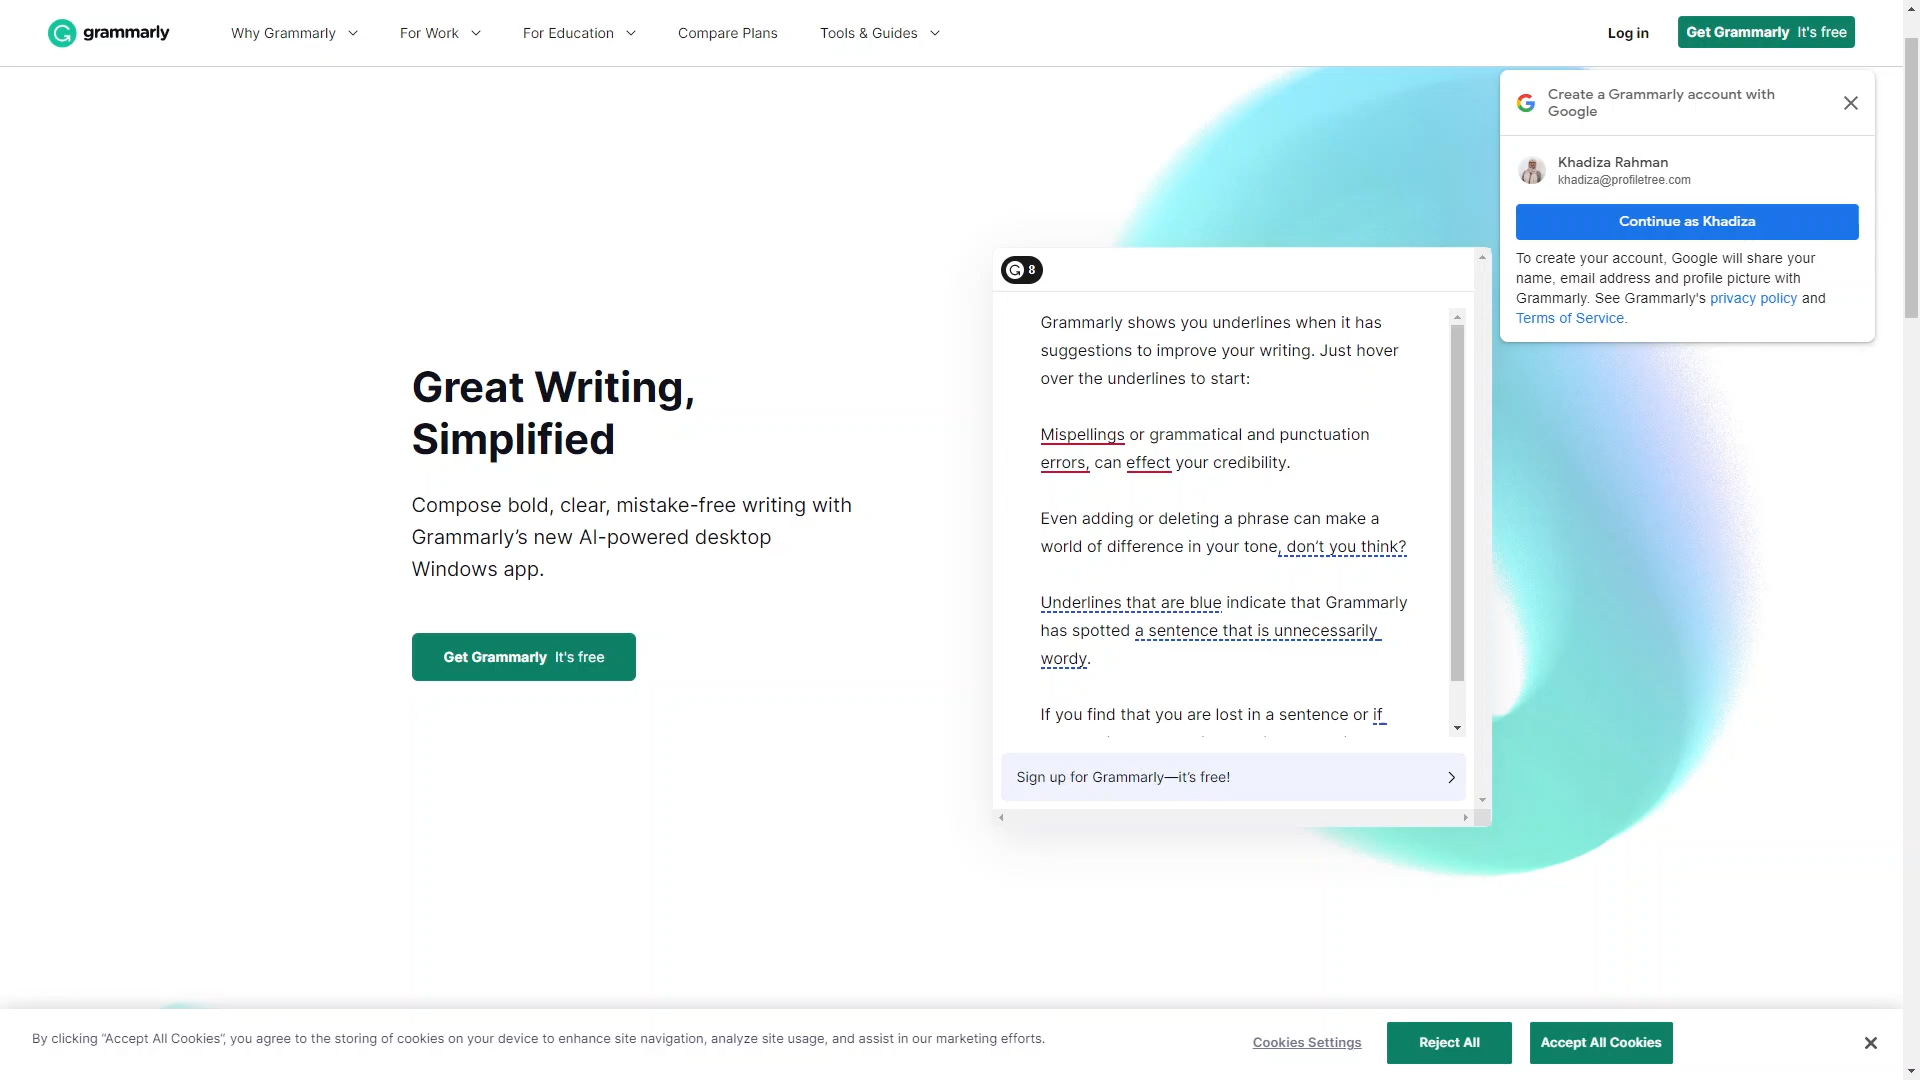 grammarly
Why Grammarly
For Work
For Education
Compare Plans
Tools & Guides
Log in
Get Grammarly It's free
Create a Grammarly account with
Google
Khadiza Rahman
khadiza@profiletree.com
Continue as Khadiza
To create your account, Google will share your
name, email address and profile picture with
Grammarly. See Grammarly's privacy policy and
Terms of Service.
Great Writing,
Simplified
Compose bold, clear, mistake-free writing with
Grammarly’s new AI-powered desktop
Windows app.
Get Grammarly It's free
8
Grammarly shows you underlines when it has
suggestions to improve your writing. Just hover
over the underlines to start:
Mispellings or grammatical and punctuation
errors, can effect your credibility.
Even adding or deleting a phrase can make a
world of difference in your tone, don’t you think?
Underlines that are blue indicate that Grammarly
has spotted a sentence that is unnecessarily
wordy.
If you find that you are lost in a sentence or if
Sign up for Grammarly—it’s free!
By clicking “Accept All Cookies”, you agree to the storing of cookies on your device to enhance site navigation, analyze site usage, and assist in our marketing efforts.
Cookies Settings
Reject All
Accept All Cookies